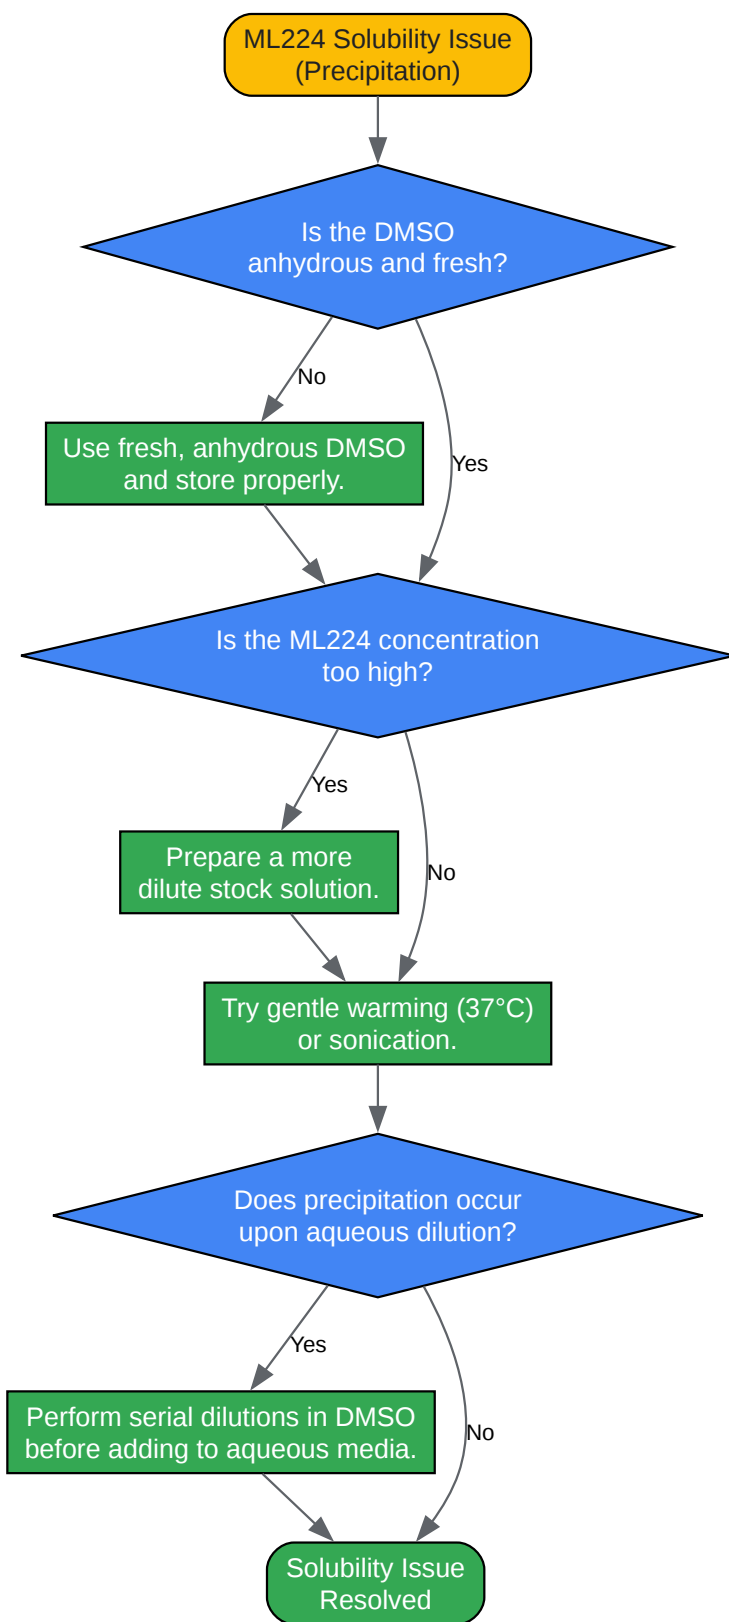 ML224 Solubility Issue
(Precipitation)
Is the DMSO
anhydrous and fresh?
No
Use fresh, anhydrous DMSO
and store properly.
Yes
Is the ML224 concentration
too high?
Yes
Prepare a more
dilute stock solution.
No
Try gentle warming (37°C)
or sonication.
Does precipitation occur
upon aqueous dilution?
Yes
Perform serial dilutions in DMSO
before adding to aqueous media.
No
Solubility Issue
Resolved